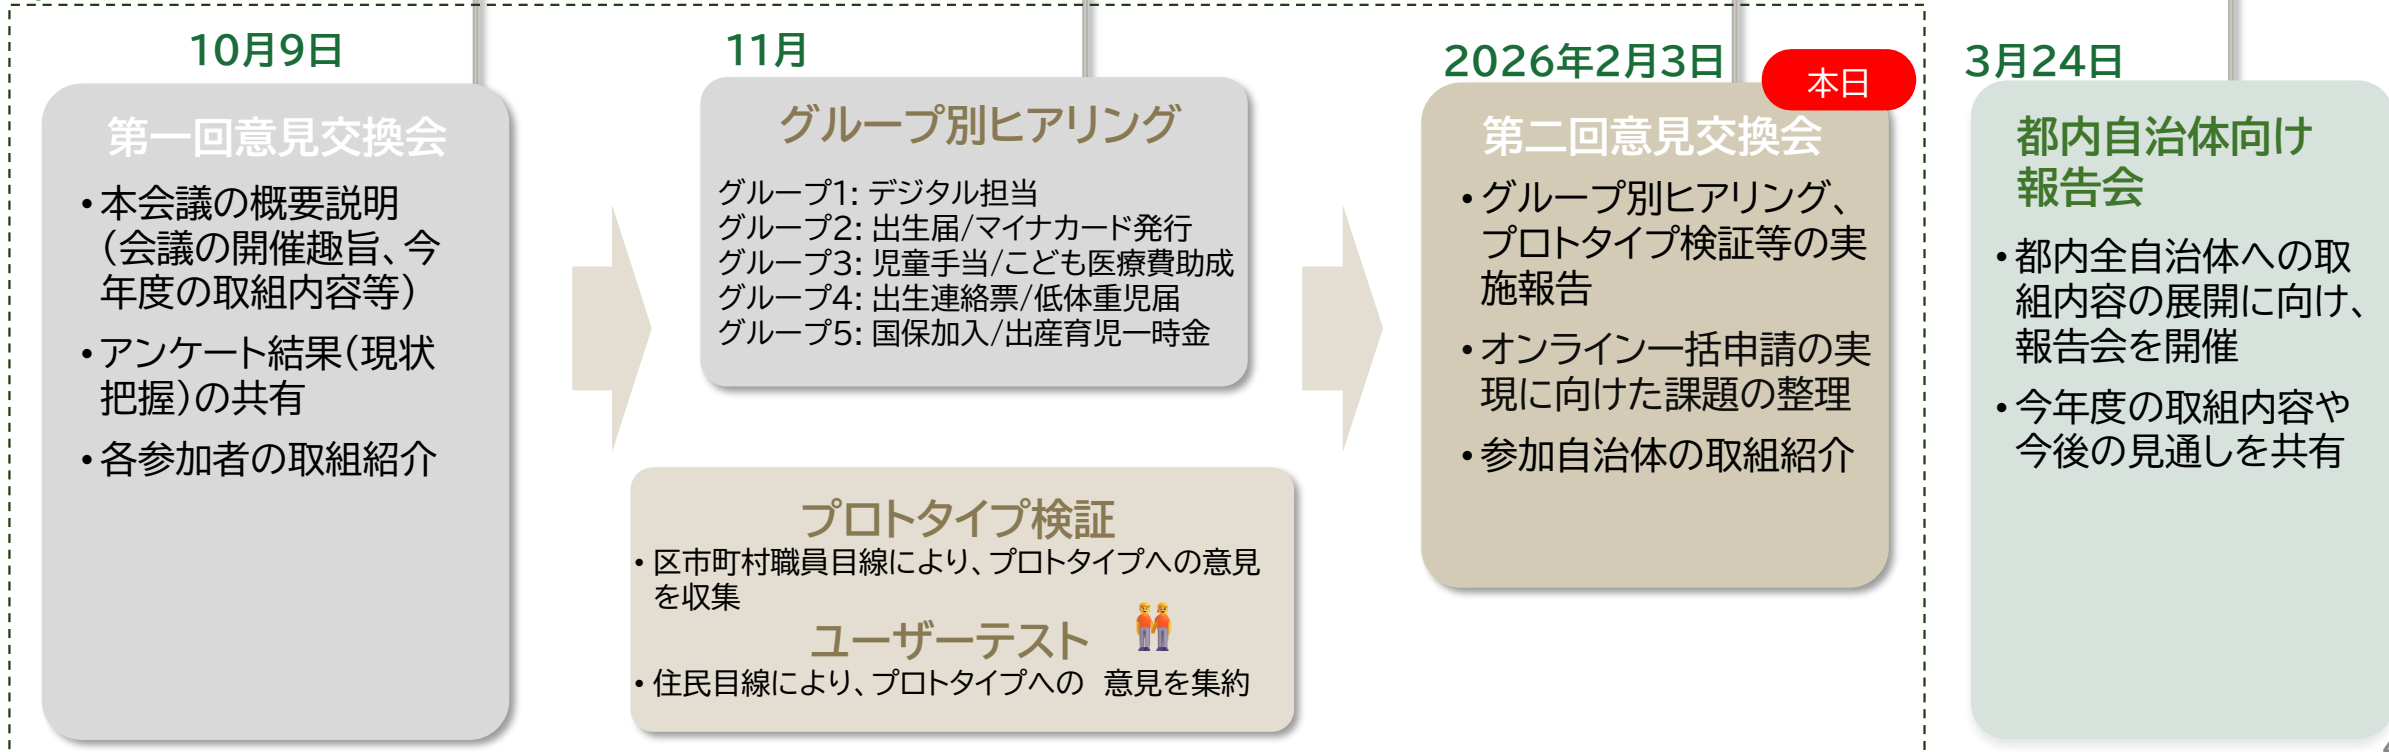 10月9日
第一回意見交換会
・本会議の概要説明
（会議の開催趣旨、今
年度の取組内容等）
・アンケート結果（現状
把握）の共有
・各参加者の取組紹介
11月
グループ別ヒアリング
グループ1: デジタル担当
グループ2: 出生届/マイナカード発行
グループ3: 児童手当/こども医療費助成
グループ4: 出生連絡票/低体重児届
グループ5: 国保加入/出産育児一時金
プロトタイプ検証
・区市町村職員目線により、プロトタイプへの意見
を収集
ユーザーテスト
・住民目線により、プロトタイプへの 意見を集約
2026年2月3日
本日
第二回意見交換会
・グループ別ヒアリング、
プロトタイプ検証等の実
施報告
・オンライン一括申請の実
現に向けた課題の整理
・参加自治体の取組紹介
3月24日
都内自治体向け
報告会
・都内全自治体への取
組内容の展開に向け、
報告会を開催
・今年度の取組内容や
今後の見通しを共有